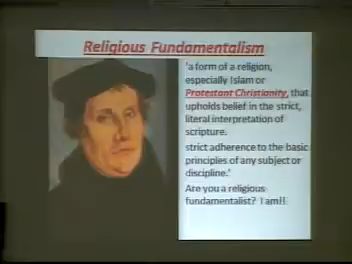 Religious Fundamentalism
'a form of a religion,
especially Islam or
Protestant Christianity, that
upholds belief in the strict,
literal interpretation of
scripture.
strict adherence to the basic
principles of any subject or
discipline.'
Are you a religious
fundamentalist? I am!!